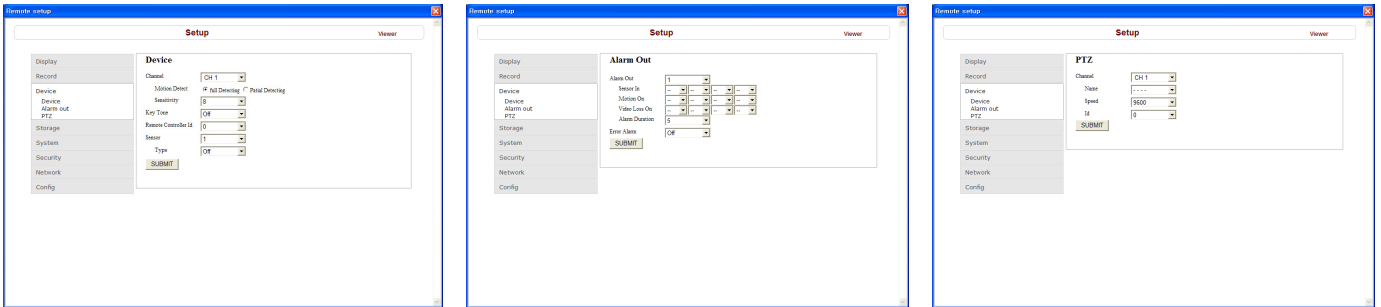 Remote setup
Setup
Viewer
Display
Record
Device
Device
Alarm out
PTZ
Storage
System
Security
Network
Config
Device
Channel CH 1
Motion Detect full Detecting Partial Detecting
Sensitivity 8
Key Tone Off
Remote Controller Id 0
Sensor 1
Type Off
SUBMIT
Remote setup
Setup
Viewer
Display
Record
Device
Device
Alarm out
PTZ
Storage
System
Security
Network
Config
Alarm Out
Alarm Out 1
Sensor In -- -- -- --
Motion On -- -- -- --
Video Loss On -- -- -- --
Alarm Duration 5
Error Alarm Off
SUBMIT
Remote setup
Setup
Viewer
Display
Record
Device
Device
Alarm out
PTZ
Storage
System
Security
Network
Config
PTZ
Channel CH 1
Name - - - -
Speed 9600
Id 0
SUBMIT